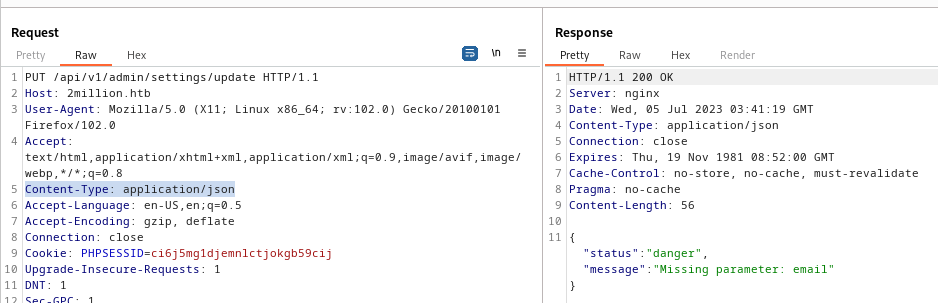 Request
Pretty Raw Hex
\n
1 PUT /api/v1/admin/settings/update HTTP/1.1
2 Host: 2million.htb
3 User-Agent: Mozilla/5.0 (X11; Linux x86_64; rv:102.0) Gecko/20100101
Firefox/102.0
4 Accept:
text/html,application/xhtml+xml,application/xml;q=0.9,image/avif,image/
webp,*/*;q=0.8
5 Content-Type: application/json
6 Accept-Language: en-US,en;q=0.5
7 Accept-Encoding: gzip, deflate
8 Connection: close
9 Cookie: PHPSESSID=ci6j5mg1djemnlctjokgb59cij
10 Upgrade-Insecure-Requests: 1
11 DNT: 1
12 Sec-GPC: 1
Response
Pretty Raw Hex Render
1 HTTP/1.1 200 OK
2 Server: nginx
3 Date: Wed, 05 Jul 2023 03:41:19 GMT
4 Content-Type: application/json
5 Connection: close
6 Expires: Thu, 19 Nov 1981 08:52:00 GMT
7 Cache-Control: no-store, no-cache, must-revalidate
8 Pragma: no-cache
9 Content-Length: 56
10
11 {
"status":"danger",
"message":"Missing parameter: email"
}